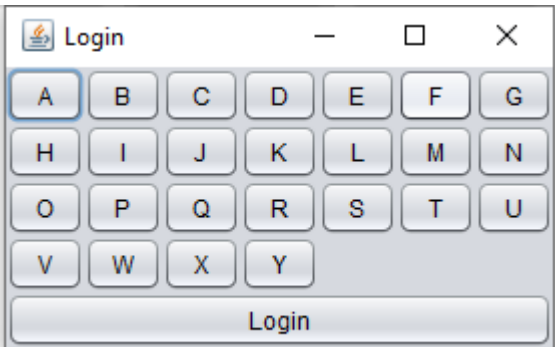 Login
A B C D E F G
H I J K L M N
O P Q R S T U
V W X Y
Login